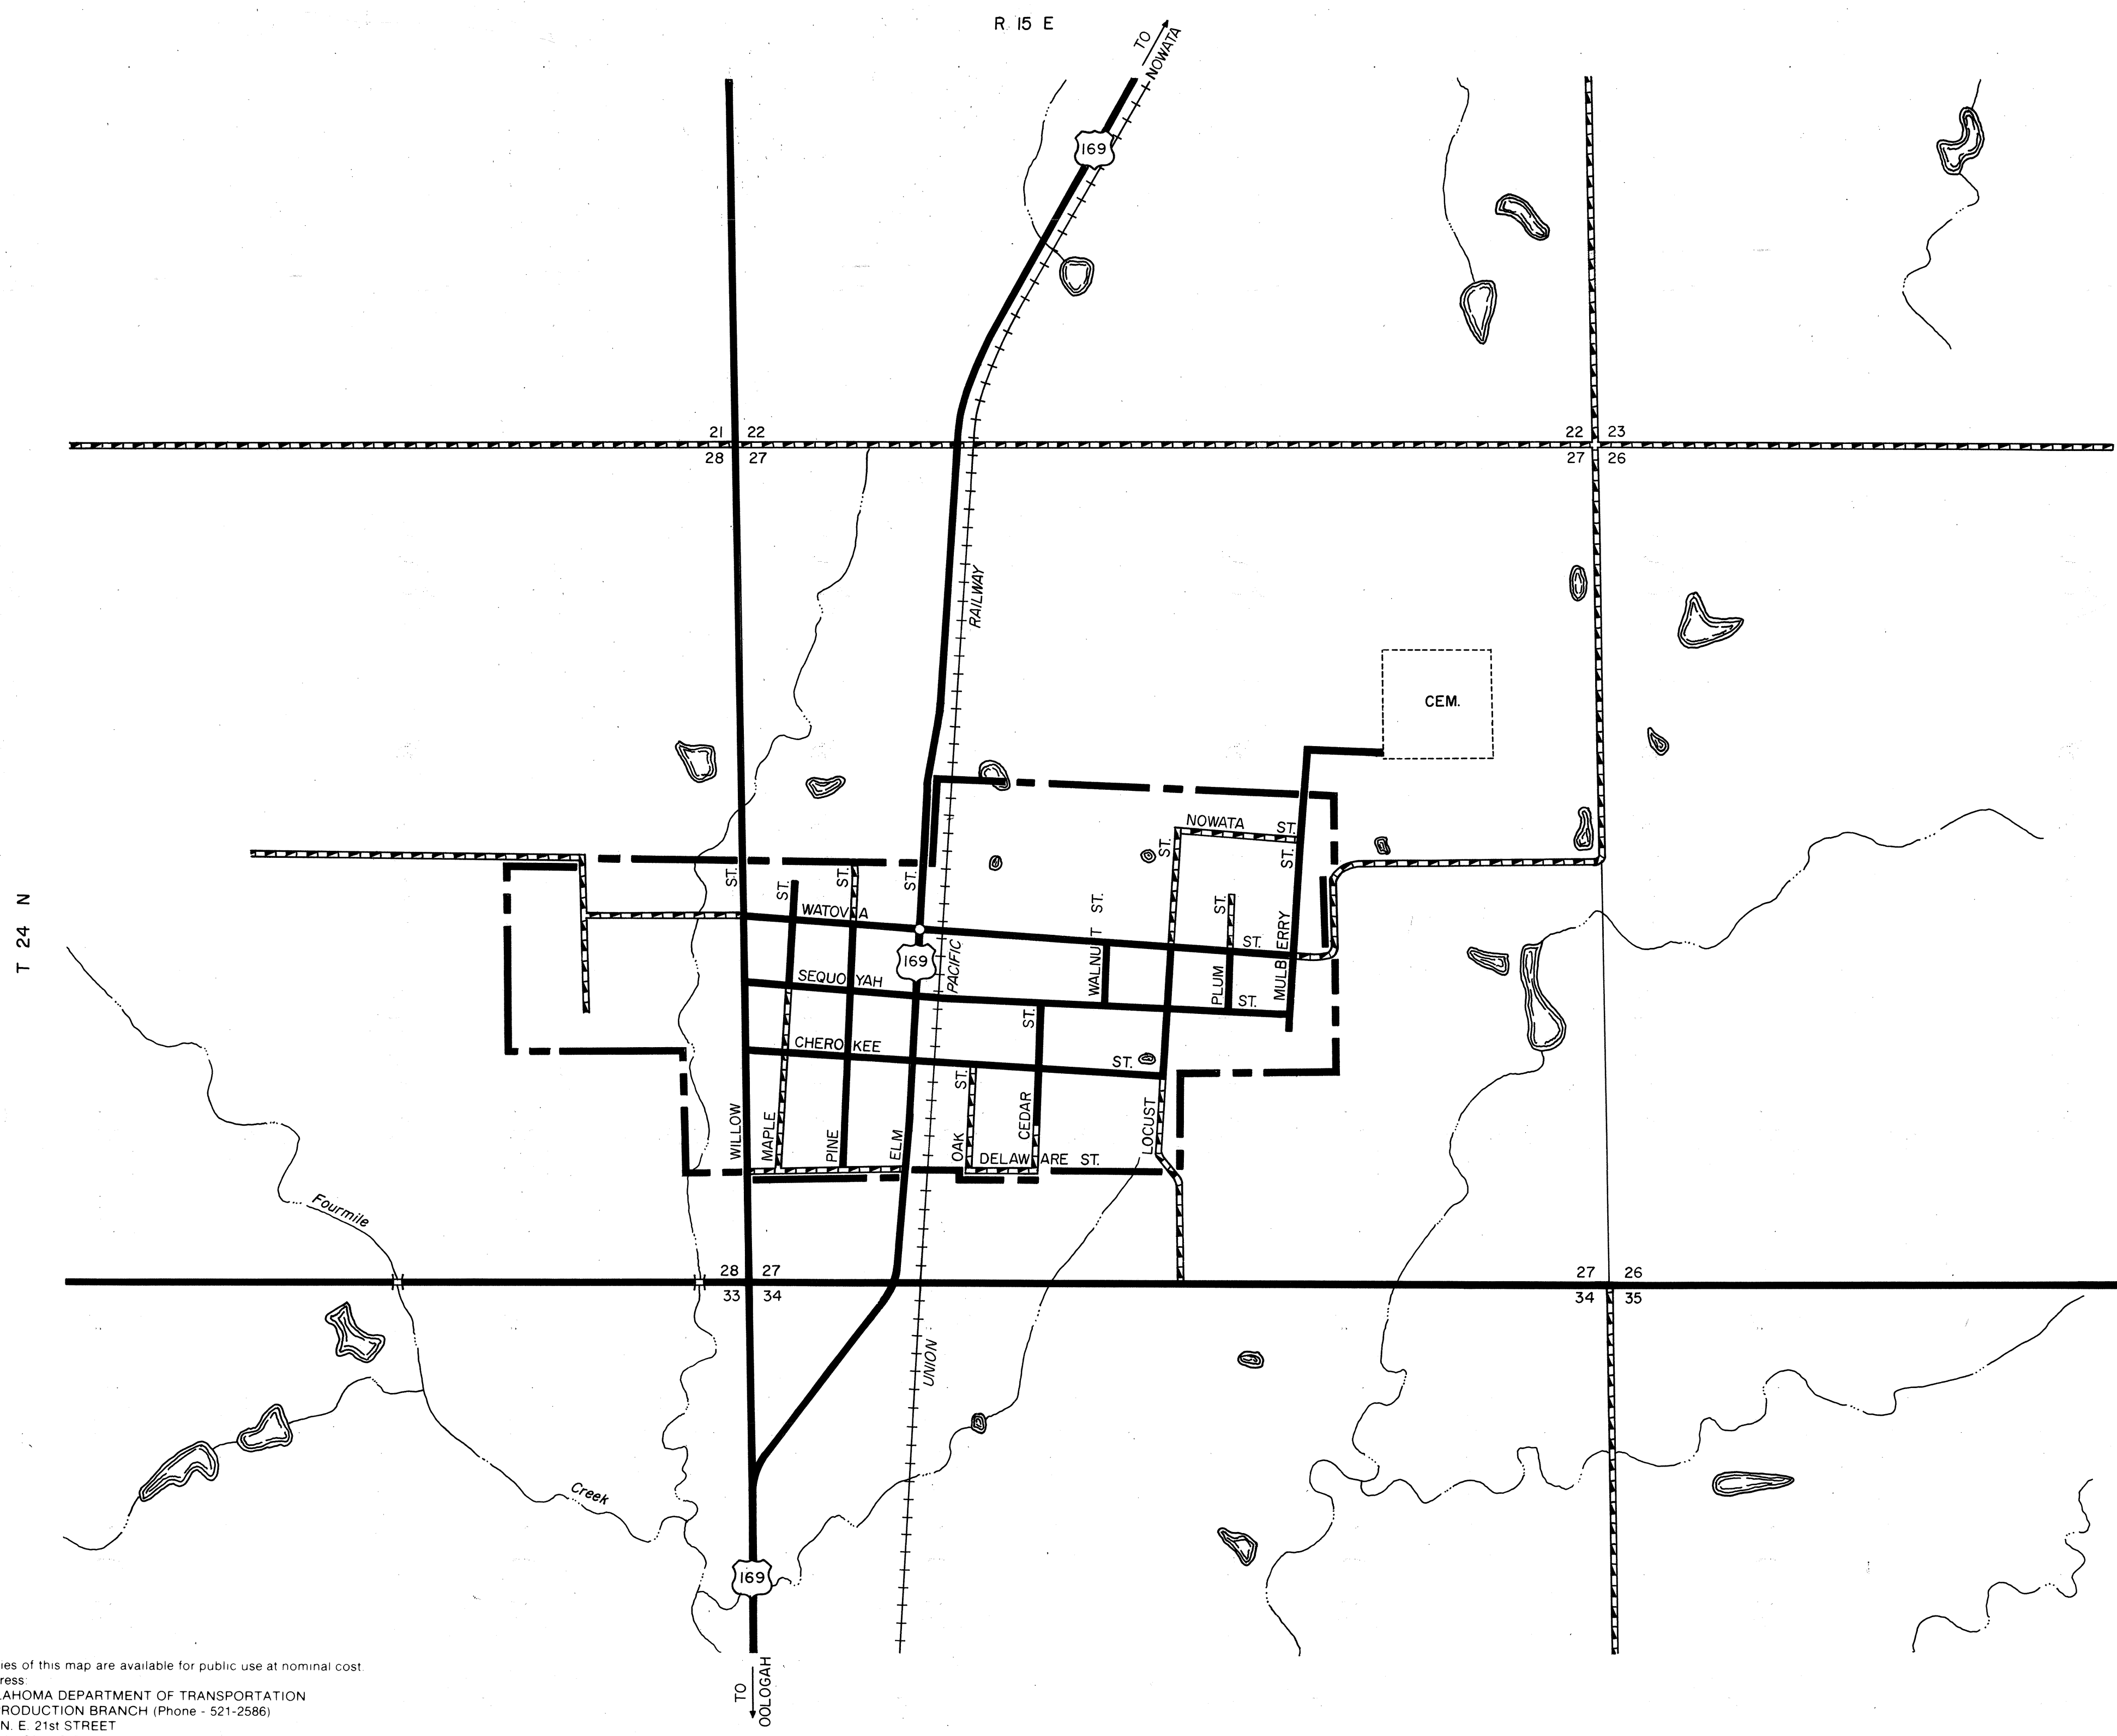 R 15 E
TO
NOWATA
169
21 22
22 23
28 27
27 26
RAILWAY
CEM.
T 24 N
NOWATA ST.
ST.
ST.
ST.
ST.
ST.
ST.
WATOVA
ST.
ST.
ST.
169
PACIFIC
SEQUOYAH
WALNUT
PLUM
ST.
MULBERRY
ST.
CHEROKEE
ST.
ST.
WILLOW
MAPLE
PINE
ELM
OAK
CEDAR
LOCUST
DELAWARE ST.
Fourmile
28 27
27 26
33 34
34 35
UNION
Creek
169
TO
OOLOGAH
ies of this map are available for public use at nominal cost.
ress:
LAHOMA DEPARTMENT OF TRANSPORTATION
RODUCTION BRANCH (Phone - 521-2586)
N. E. 21st STREET